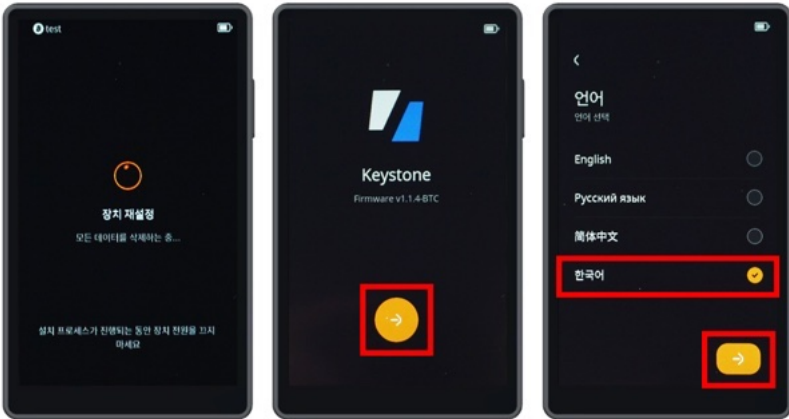 test
장치 재설정
모든 데이터를 삭제하는 중...
설치 프로세스가 진행되는 동안 장치 전원을 끄지
마세요
Keystone
Firmware v1.1.4-BTC
언어
언어 선택
English
Русский язык
简体中文
한국어